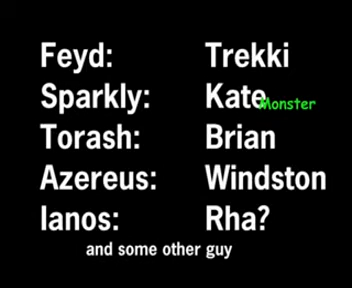 Feyd: Trekki
Sparkly: Kate Monster
Torash: Brian
Azereus: Windston
Ianos: Rha?
and some other guy